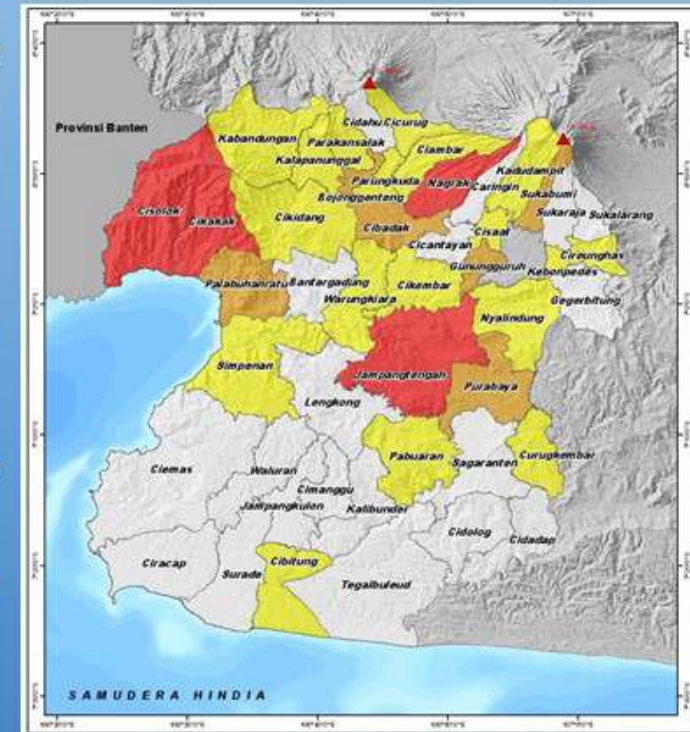 Provinsi Banten
Cidahu
Cicurug
Kabandungan
Parakansalak
Kalapanunggal
Ciambar
Kadudampit
Parungkuda
Nagrak
Caringin
Sukabumi
Bojonggenteng
Cisolok
Cikakak
Cikidang
Cibadak
Sukaraja
Sukalarang
Cisaat
Cicantayan
Cireunghas
Gunungguruh
Kebonpedes
Palabuhanratu
Bantargadung
Cikembar
Warungkiara
Gegerbitung
Nyalindung
Simpenan
Jampangtengah
Purabaya
Lengkong
Pabuaran
Curugkembar
Sagaranten
Ciemas
Waluran
Cimanggu
Jampangkulon
Kalibunder
Cidolog
Cidadap
Ciracap
Cibitung
Surade
Tegalbuleud
SAMUDERA HINDIA